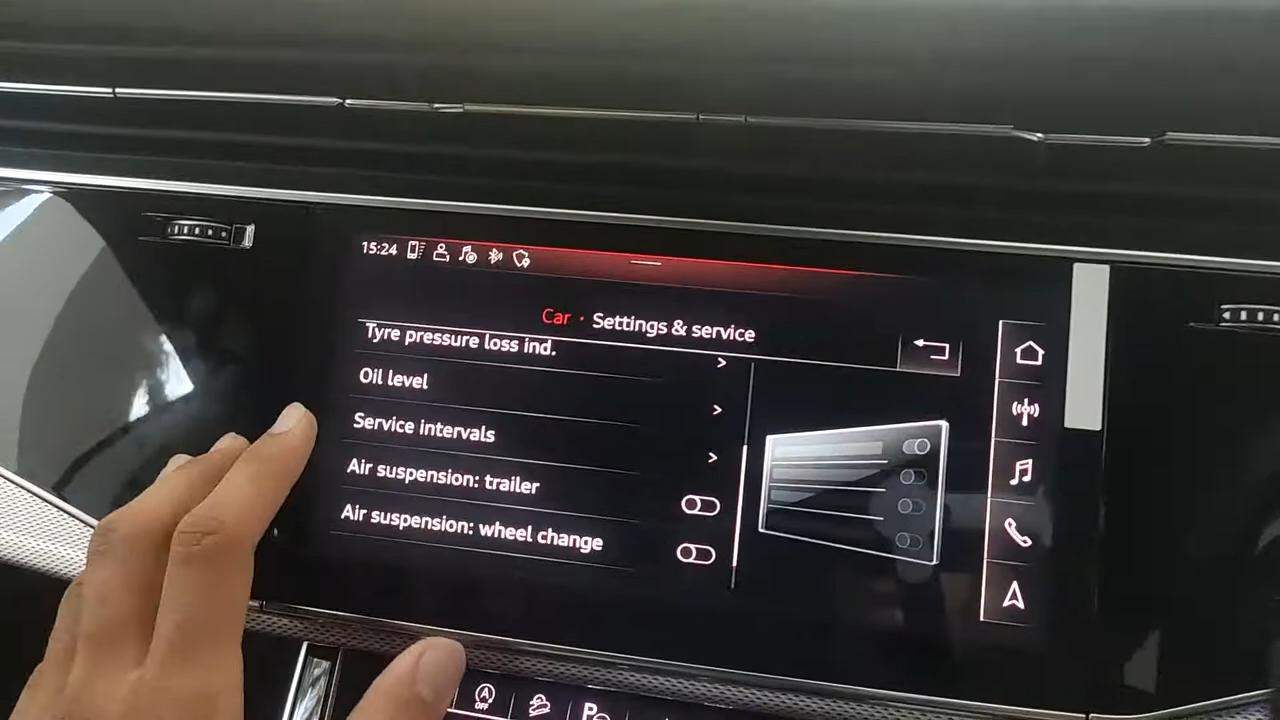 15:24
Car · Settings & service
Tyre pressure loss ind.
Oil level
Service intervals
Air suspension: trailer
Air suspension: wheel change
A
OFF
P